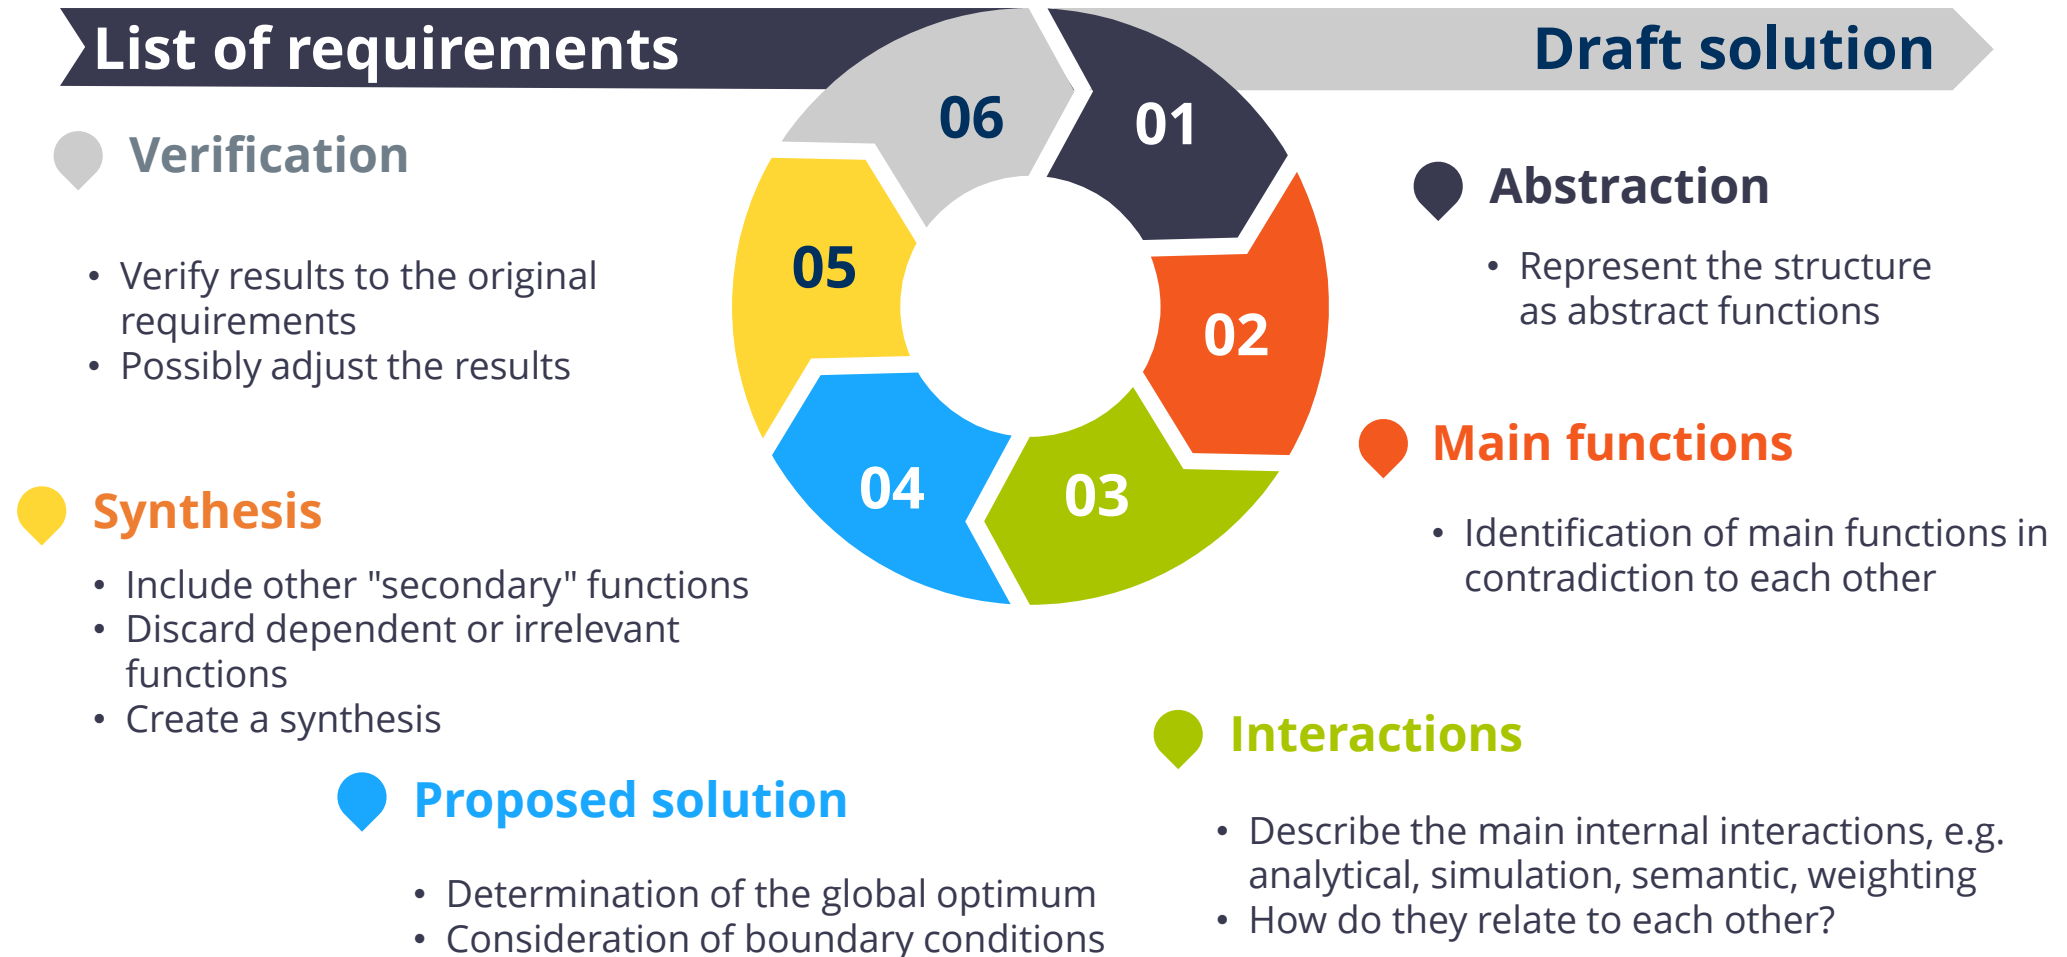 List of requirements
Draft solution
06
01
05
02
04
03
Verification
• Verify results to the original
requirements
• Possibly adjust the results
Abstraction
• Represent the structure
as abstract functions
Main functions
• Identification of main functions in
contradiction to each other
Synthesis
• Include other "secondary" functions
• Discard dependent or irrelevant
functions
• Create a synthesis
Interactions
• Describe the main internal interactions, e.g.
analytical, simulation, semantic, weighting
• How do they relate to each other?
Proposed solution
• Determination of the global optimum
• Consideration of boundary conditions